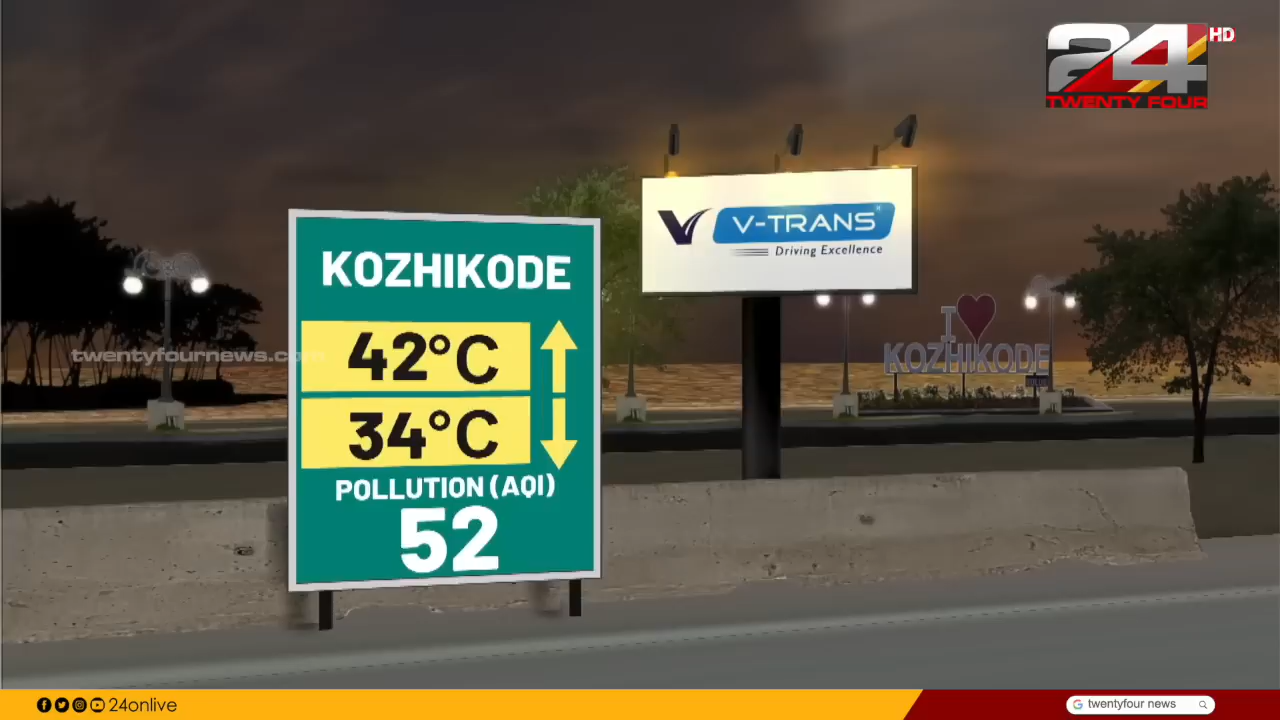 24 HD
TWENTY FOUR
V V-TRANS
Driving Excellence
KOZHIKODE
42°C
34°C
POLLUTION (AQI)
52
twentyfournews.com
I
KOZHIKODE
24onlive
twentyfour news